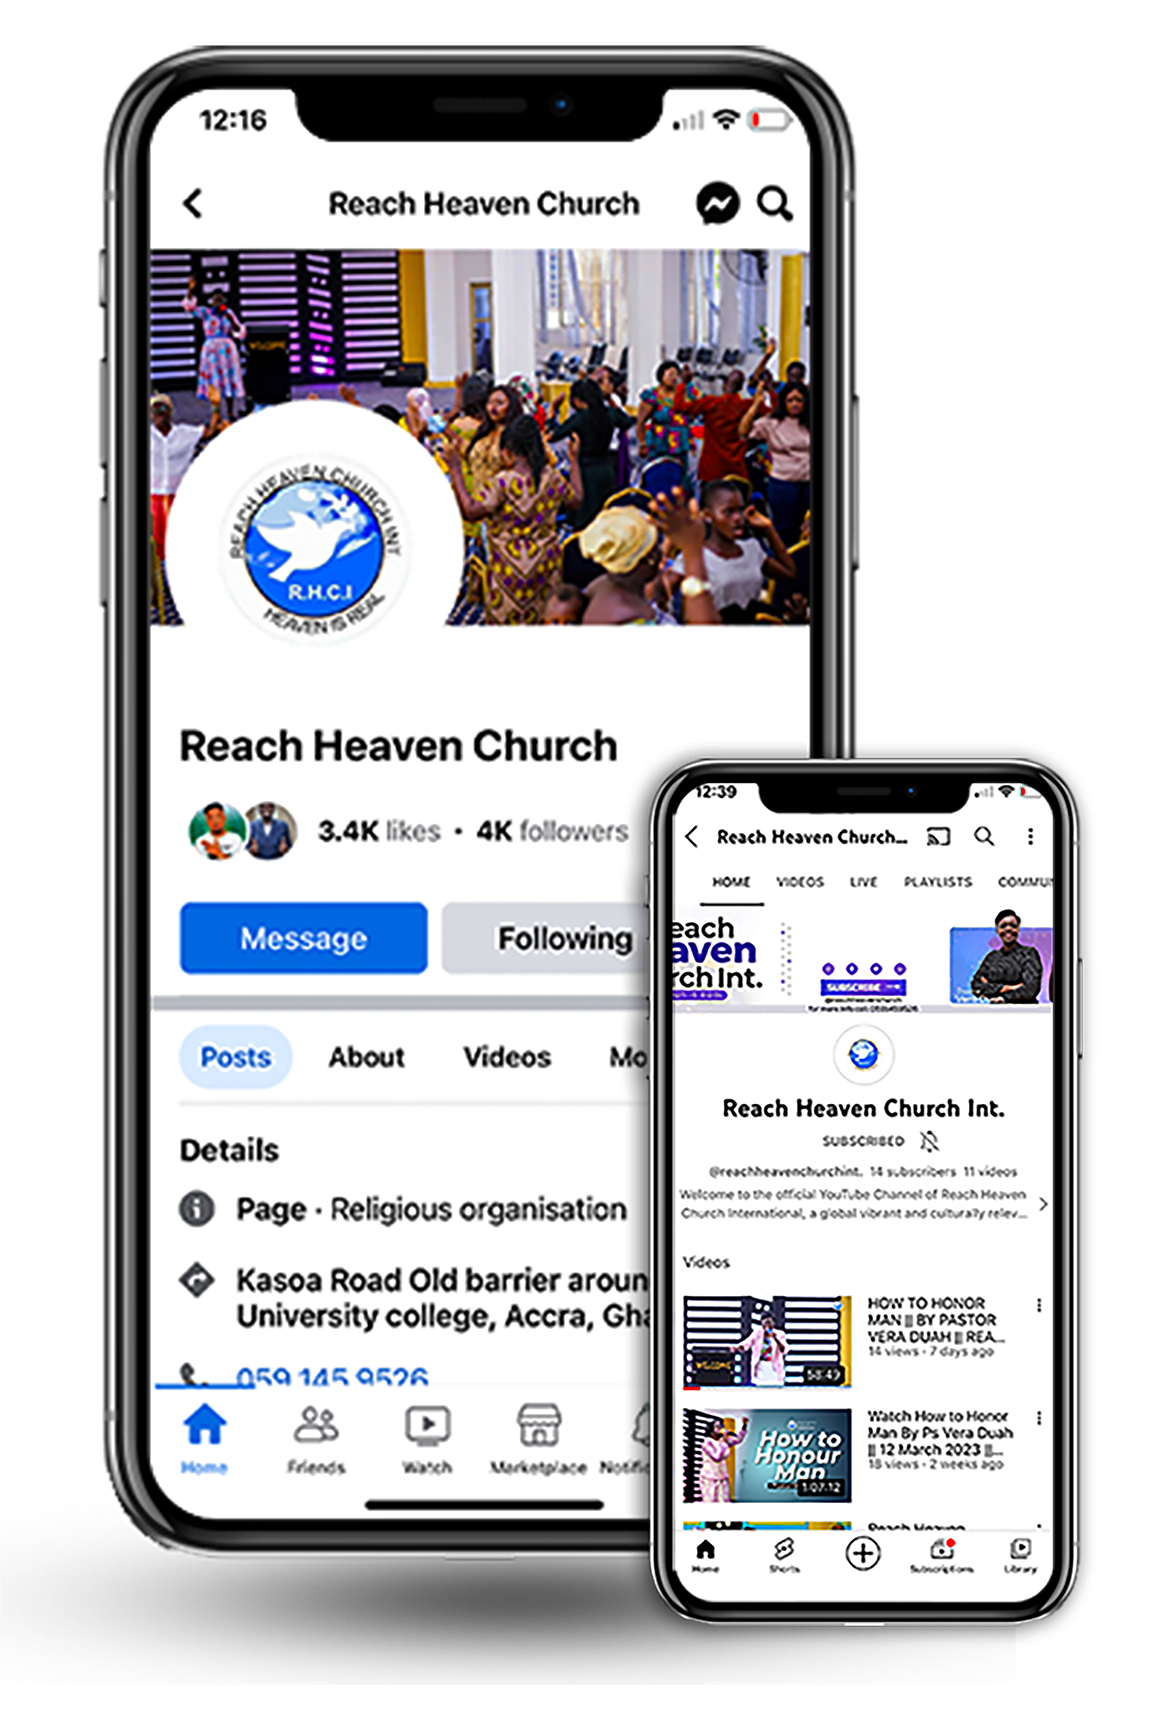 12:16
Reach Heaven Church
WELCOME
REACH HEAVEN CHURCH INT
R.H.C.I
HEAVEN IS REAL
Reach Heaven Church
3.4K likes • 4K followers
Message
Following
Posts
About
Videos
Mo
Details
Page · Religious organisation
Kasoa Road Old barrier aroun
University college, Accra, Gha
059 145 9526
Home
Friends
Watch
Marketplace
Notific
12:39
Reach Heaven Church...
HOME
VIDEOS
LIVE
PLAYLISTS
COMMUN
each
eaven
rch Int.
SUBSCRIBE
Reach Heaven Church Int.
SUBSCRIBED
@reachheavenchurchint. 14 subscribers 11 videos
Welcome to the official YouTube Channel of Reach Heaven
Church International, a global vibrant and culturally relev...
Videos
WELCOME
58:49
HOW TO HONOR
MAN || BY PASTOR
VERA DUAH || REA...
14 views · 7 days ago
How to
Honour
Man
1:07:12
Watch How to Honor
Man By Ps Vera Duah
|| 12 March 2023 ||...
18 views · 2 weeks ago
Reach Heaven
Home
Shorts
Subscriptions
Library